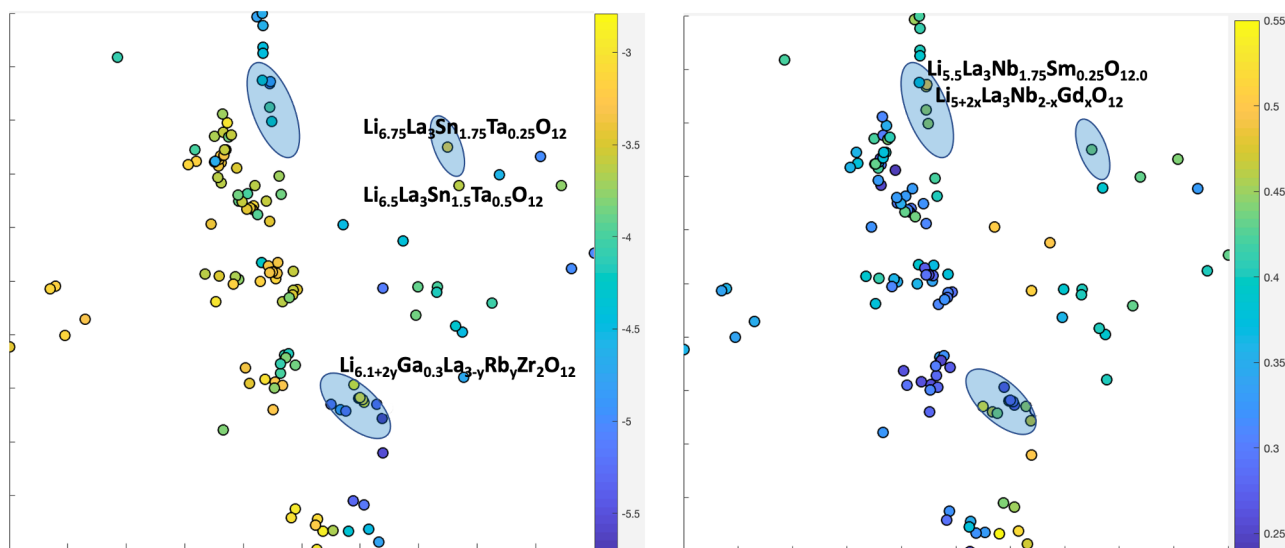 Li6.75La3Sn1.75Ta0.25O12
Li6.5La3Sn1.5Ta0.5O12
Li6.1+2yGa0.3La3-yRbyZr2O12
-3
-3.5
-4
-4.5
-5
-5.5
Li5.5La3Nb1.75Sm0.25O12.0
Li5+2xLa3Nb2-xGdxO12
0.55
0.5
0.45
0.4
0.35
0.3
0.25